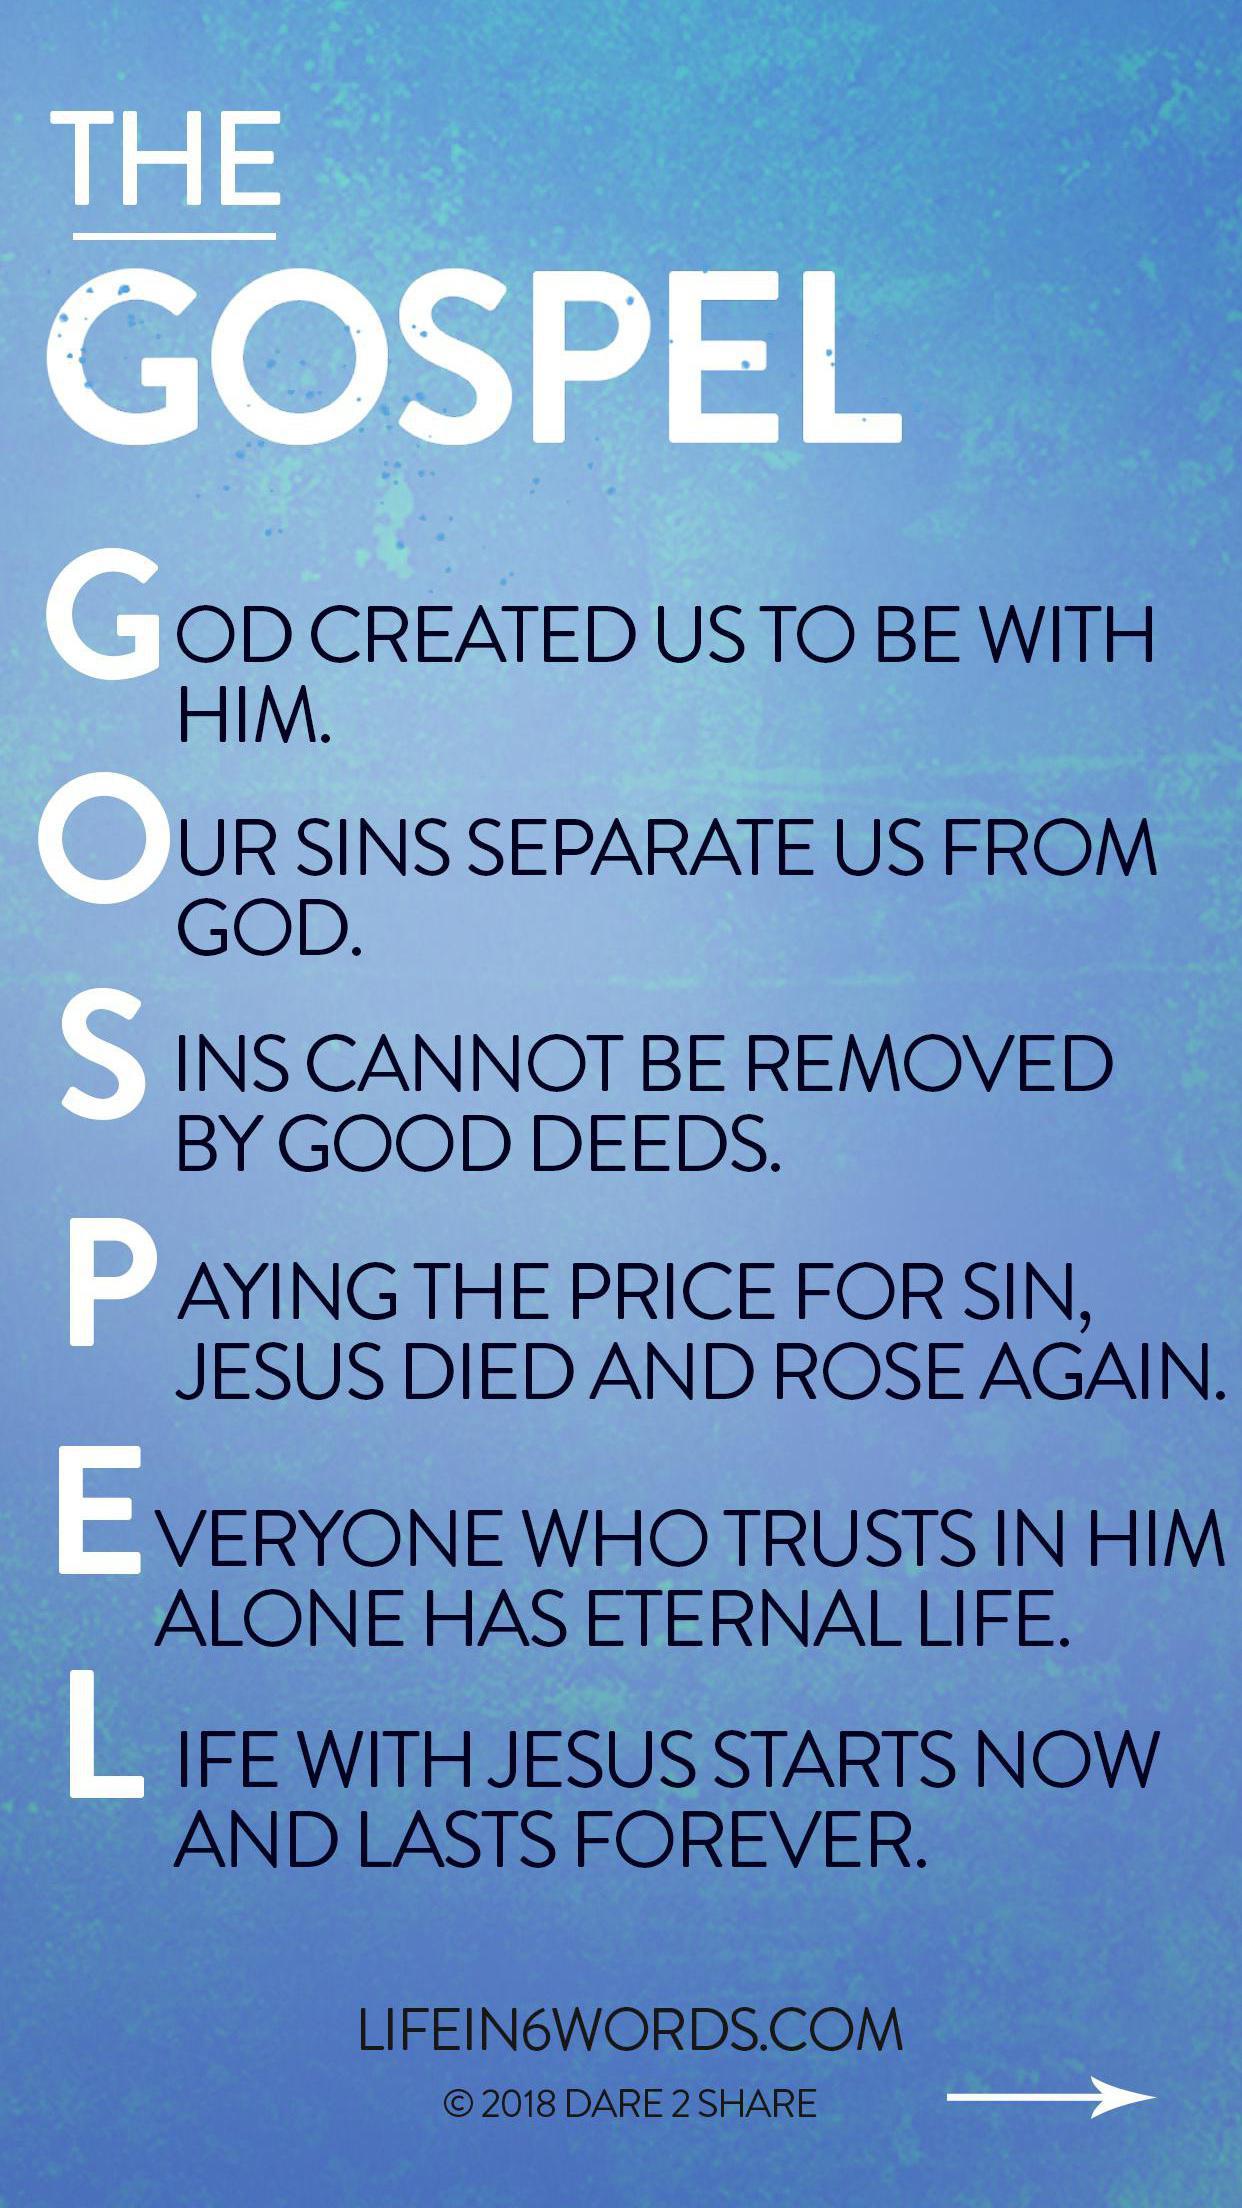 THE
GOSPEL
GOD CREATED US TO BE WITH
HIM.
OUR SINS SEPARATE US FROM
GOD.
SINS CANNOT BE REMOVED
BY GOOD DEEDS.
PAYING THE PRICE FOR SIN,
JESUS DIED AND ROSE AGAIN.
EVERYONE WHO TRUSTS IN HIM
ALONE HAS ETERNAL LIFE.
LIFE WITH JESUS STARTS NOW
AND LASTS FOREVER.
LIFEIN6WORDS.COM
© 2018 DARE 2 SHARE